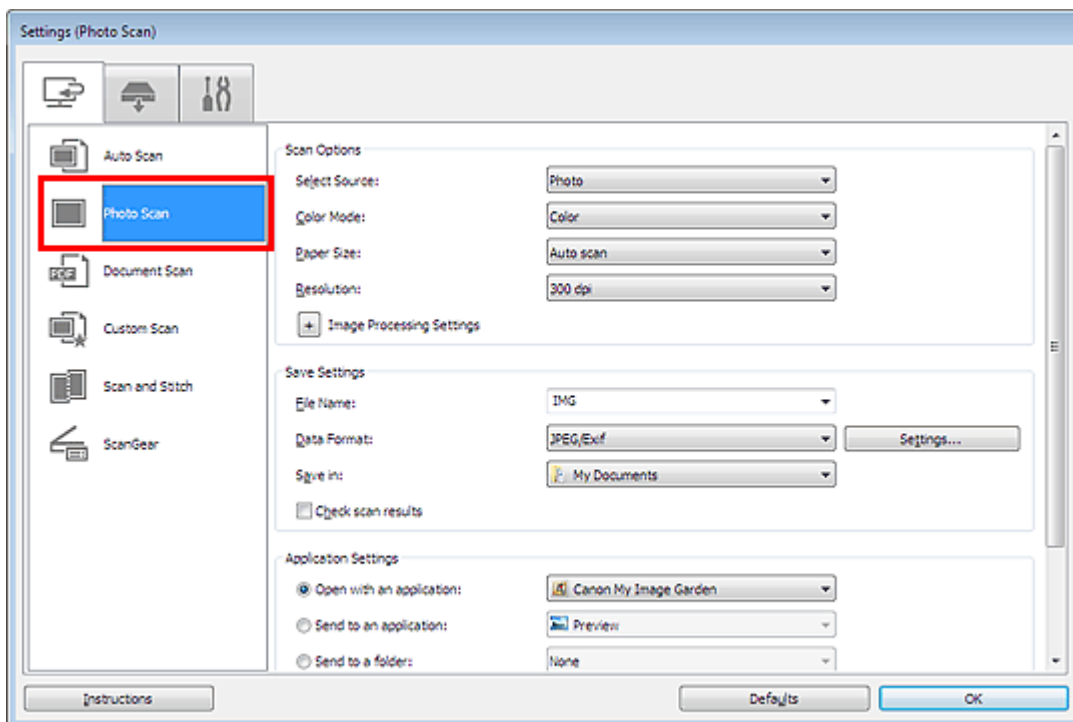 Settings (Photo Scan)
Auto Scan
Photo Scan
PDF
Document Scan
Custom Scan
Scan and Stitch
ScanGear
Scan Options
Select Source: Photo
Color Mode: Color
Paper Size: Auto scan
Resolution: 300 dpi
+ Image Processing Settings
Save Settings
File Name: IMG
Data Format: JPEG/Exif Settings...
Save in: My Documents
Check scan results
Application Settings
Open with an application: Canon My Image Garden
Send to an application: Preview
Send to a folder: None
Instructions Defaults OK